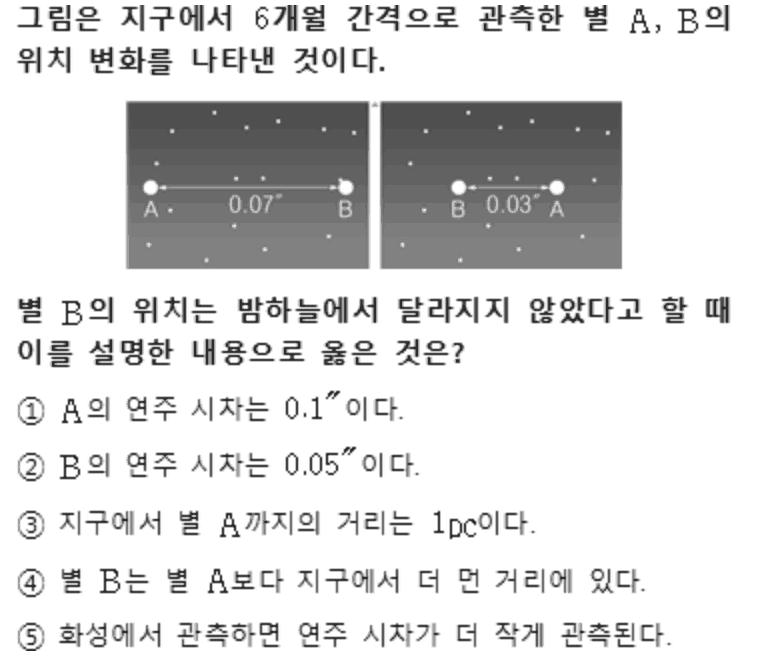 그림은 지구에서 6개월 간격으로 관측한 별 A, B의
위치 변화를 나타낸 것이다.
A 0.07″ B
B 0.03″ A
별 B의 위치는 밤하늘에서 달라지지 않았다고 할 때
이를 설명한 내용으로 옳은 것은?
① A의 연주 시차는 0.1″이다.
② B의 연주 시차는 0.05″이다.
③ 지구에서 별 A까지의 거리는 1pc이다.
④ 별 B는 별 A보다 지구에서 더 먼 거리에 있다.
⑤ 화성에서 관측하면 연주 시차가 더 작게 관측된다.